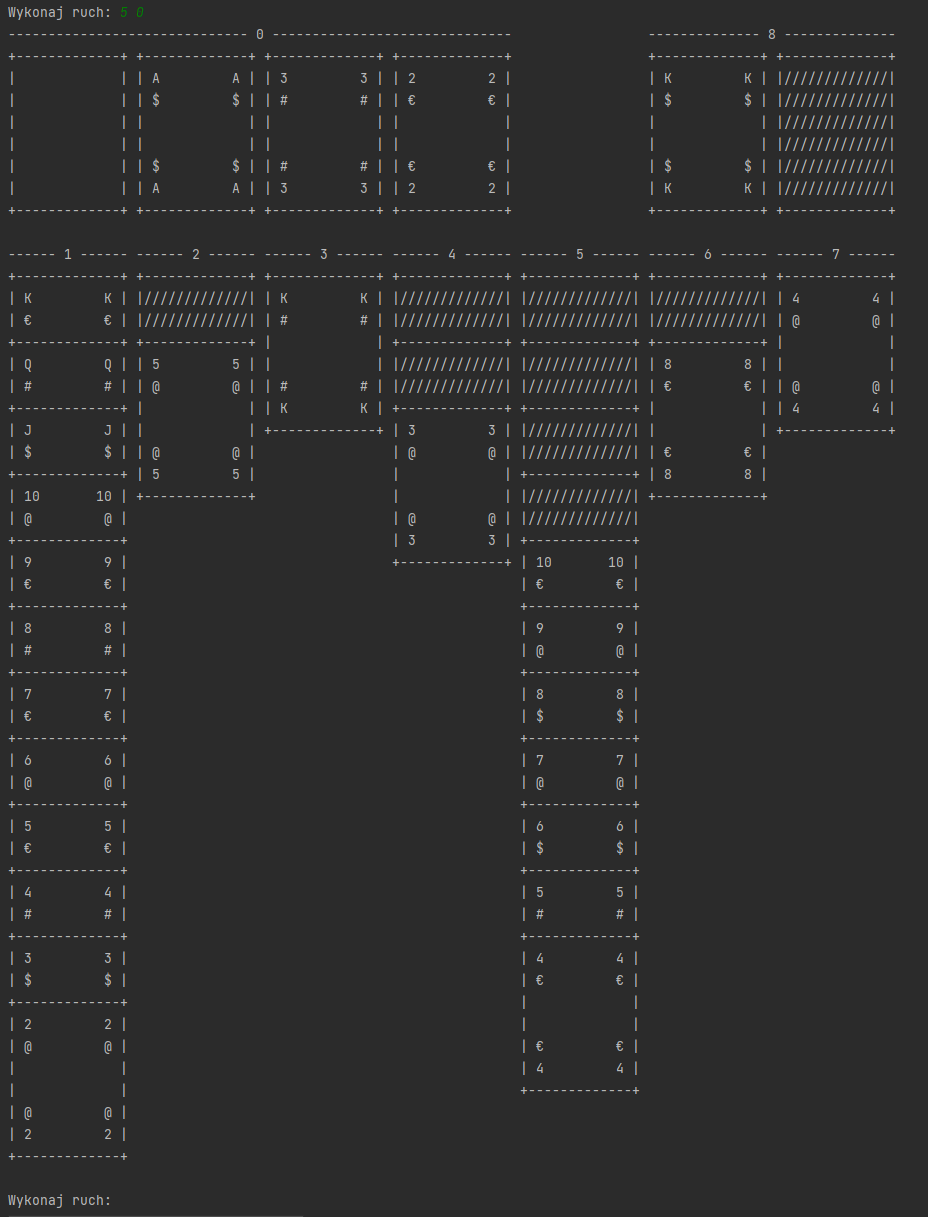 Wykonaj ruch: 5 0
------------------------------ 0 ------------------------------                 -------------- 8 --------------
+-------------+ +-------------+ +-------------+ +-------------+                 +-------------+ +-------------+
|             | | A         A | | 3         3 | | 2         2 |                 | K         K | |/////////////|
|             | | $         $ | | #         # | | €         € |                 | $         $ | |/////////////|
|             | |             | |             | |             |                 |             | |/////////////|
|             | |             | |             | |             |                 |             | |/////////////|
|             | | $         $ | | #         # | | €         € |                 | $         $ | |/////////////|
|             | | A         A | | 3         3 | | 2         2 |                 | K         K | |/////////////|
+-------------+ +-------------+ +-------------+ +-------------+                 +-------------+ +-------------+
------ 1 ------ ------ 2 ------ ------ 3 ------ ------ 4 ------ ------ 5 ------ ------ 6 ------ ------ 7 ------
+-------------+ +-------------+ +-------------+ +-------------+ +-------------+ +-------------+ +-------------+
| K         K | |/////////////| | K         K | |/////////////| |/////////////| |/////////////| | 4         4 |
| €         € | |/////////////| | #         # | |/////////////| |/////////////| |/////////////| | @         @ |
+-------------+ +-------------+ |             | +-------------+ +-------------+ +-------------+ |             |
| Q         Q | | 5         5 | |             | |/////////////| |/////////////| | 8         8 | |             |
| #         # | | @         @ | | #         # | |/////////////| |/////////////| | €         € | | @         @ |
+-------------+ |             | | K         K | +-------------+ +-------------+ |             | | 4         4 |
| J         J | |             | +-------------+ | 3         3 | |/////////////| |             | +-------------+
| $         $ | | @         @ |                 | @         @ | |/////////////| | €         € |
+-------------+ | 5         5 |                 |             | +-------------+ | 8         8 |
| 10       10 | +-------------+                 |             | |/////////////| +-------------+
| @         @ |                                 | @         @ | |/////////////|
+-------------+                                 | 3         3 | +-------------+
| 9         9 |                                 +-------------+ | 10       10 |
| €         € |                                                 | €         € |
+-------------+                                                 +-------------+
| 8         8 |                                                 | 9         9 |
| #         # |                                                 | @         @ |
+-------------+                                                 +-------------+
| 7         7 |                                                 | 8         8 |
| €         € |                                                 | $         $ |
+-------------+                                                 +-------------+
| 6         6 |                                                 | 7         7 |
| @         @ |                                                 | @         @ |
+-------------+                                                 +-------------+
| 5         5 |                                                 | 6         6 |
| €         € |                                                 | $         $ |
+-------------+                                                 +-------------+
| 4         4 |                                                 | 5         5 |
| #         # |                                                 | #         # |
+-------------+                                                 +-------------+
| 3         3 |                                                 | 4         4 |
| $         $ |                                                 | €         € |
+-------------+                                                 |             |
| 2         2 |                                                 |             |
| @         @ |                                                 | €         € |
|             |                                                 | 4         4 |
|             |                                                 +-------------+
| @         @ |
| 2         2 |
+-------------+
Wykonaj ruch: